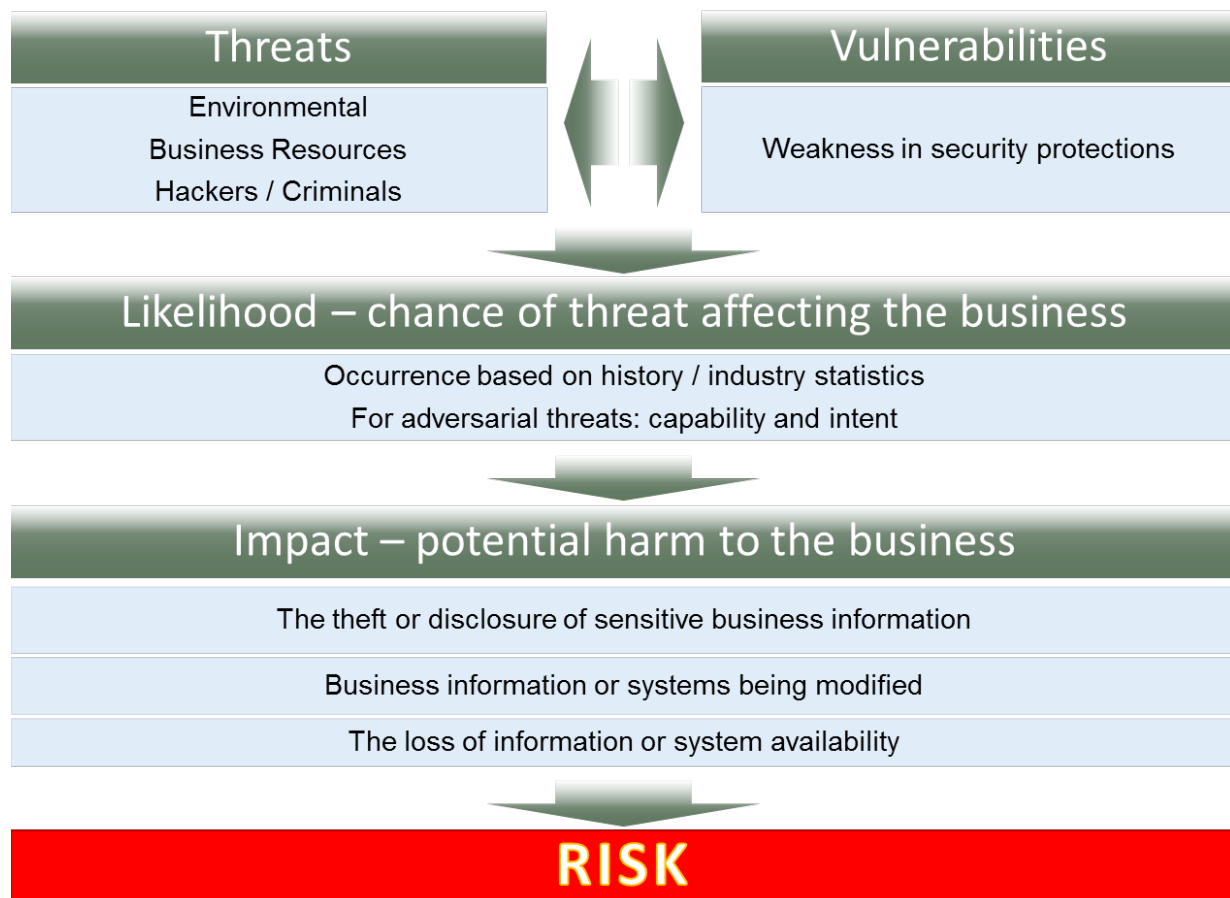 Threats
Environmental
Business Resources
Hackers / Criminals
Vulnerabilities
Weakness in security protections
Likelihood – chance of threat affecting the business
Occurrence based on history / industry statistics
For adversarial threats: capability and intent
Impact – potential harm to the business
The theft or disclosure of sensitive business information
Business information or systems being modified
The loss of information or system availability
RISK